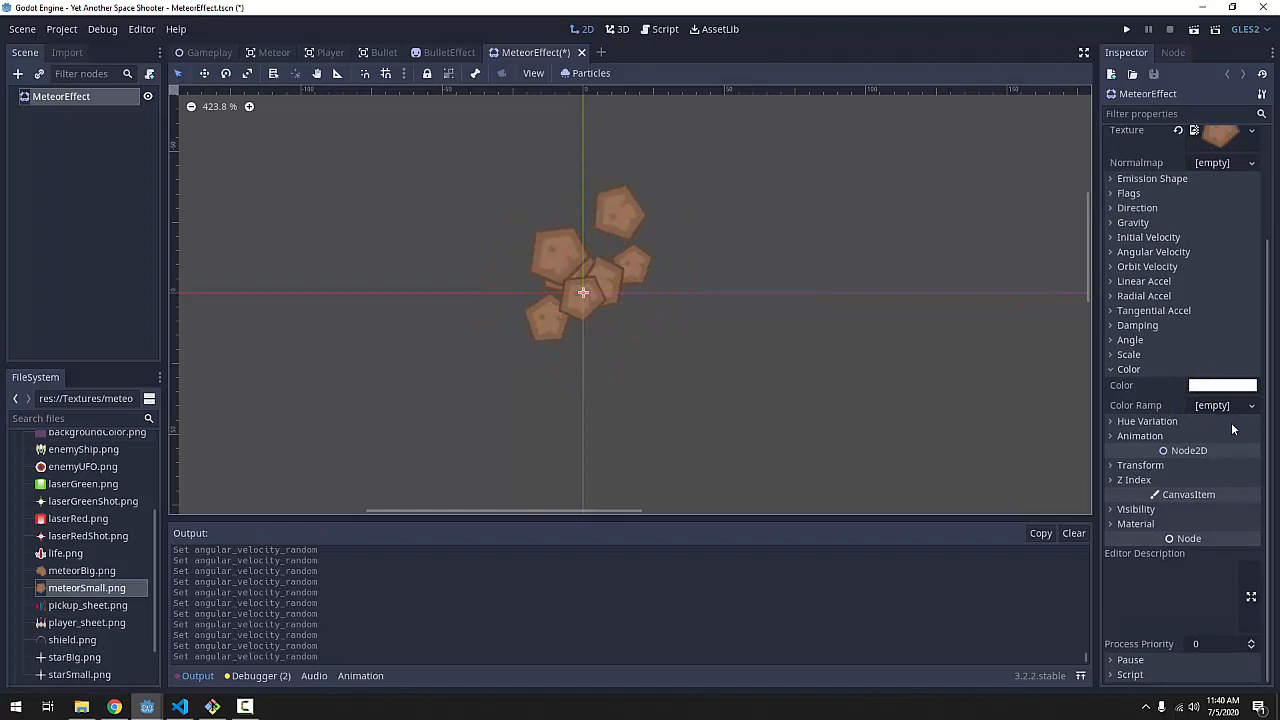 Godot Engine - Yet Another Space Shooter - MeteorEffect.tscn (*)
Scene Project Debug Editor Help
2D 3D Script AssetLib
GLES2
Scene Import
Gameplay Meteor Player Bullet BulletEffect MeteorEffect(*)
Inspector Node
Filter nodes
View Particles
MeteorEffect
MeteorEffect
423.8 %
-100 -50 0 50 100 150
Filter properties
Texture
Normalmap [empty]
Emission Shape
Flags
Direction
Gravity
Initial Velocity
Angular Velocity
Orbit Velocity
Linear Accel
Radial Accel
Tangential Accel
Damping
Angle
Scale
Color
Color
Color Ramp [empty]
Hue Variation
Animation
Node2D
Transform
Z Index
CanvasItem
Visibility
Material
Node
Editor Description
Process Priority 0
Pause
Script
FileSystem
res://Textures/meteo
Search files
backgroundColor.png
enemyShip.png
enemyUFO.png
laserGreen.png
laserGreenShot.png
laserRed.png
laserRedShot.png
life.png
meteorBig.png
meteorSmall.png
pickup_sheet.png
player_sheet.png
shield.png
starBig.png
starSmall.png
Output:
Copy Clear
Set angular_velocity_random
Set angular_velocity_random
Set angular_velocity_random
Set angular_velocity_random
Set angular_velocity_random
Set angular_velocity_random
Set angular_velocity_random
Set angular_velocity_random
Set angular_velocity_random
Set angular_velocity_random
Set angular_velocity_random
Output Debugger (2) Audio Animation
3.2.2.stable
11:40 AM
7/5/2020